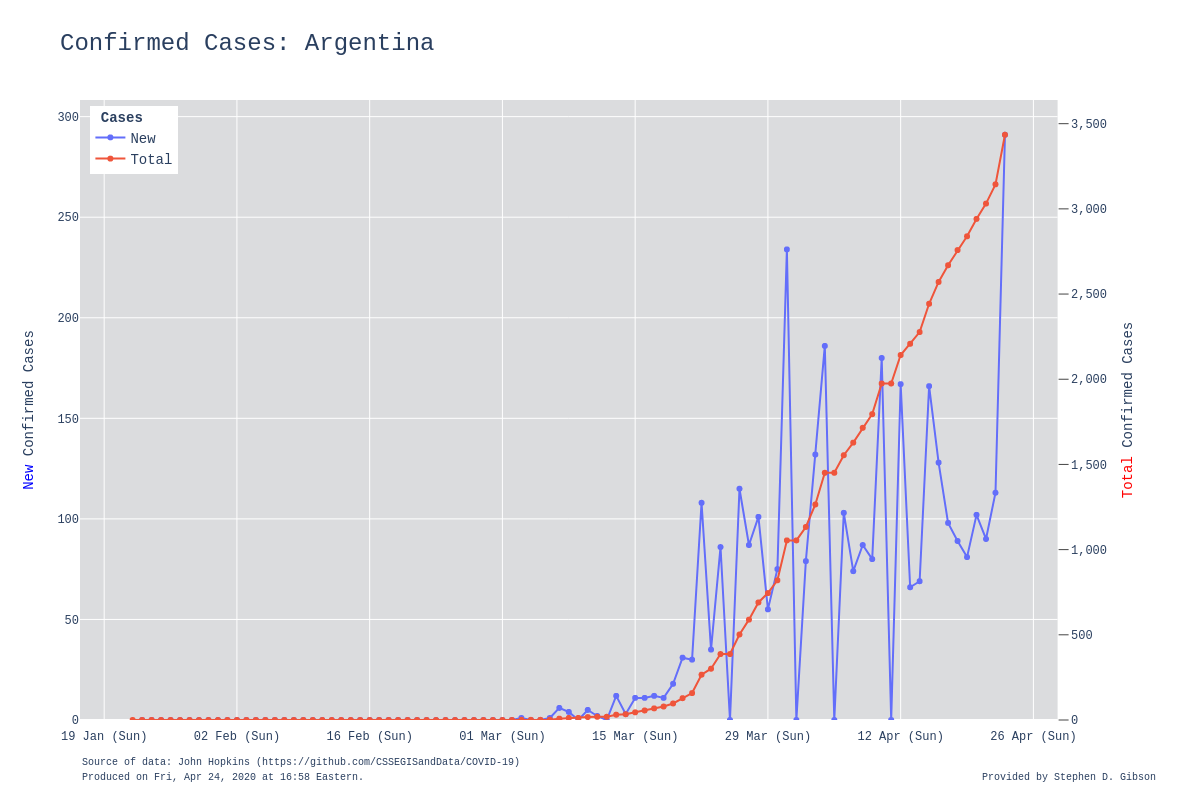 Confirmed Cases: Argentina
Cases
New
Total
300
250
200
150
100
50
0
3,500
3,000
2,500
2,000
1,500
1,000
500
0
New Confirmed Cases
Total Confirmed Cases
19 Jan (Sun)
02 Feb (Sun)
16 Feb (Sun)
01 Mar (Sun)
15 Mar (Sun)
29 Mar (Sun)
12 Apr (Sun)
26 Apr (Sun)
Source of data: John Hopkins (https://github.com/CSSEGISandData/COVID-19)
Produced on Fri, Apr 24, 2020 at 16:58 Eastern.
Provided by Stephen D. Gibson